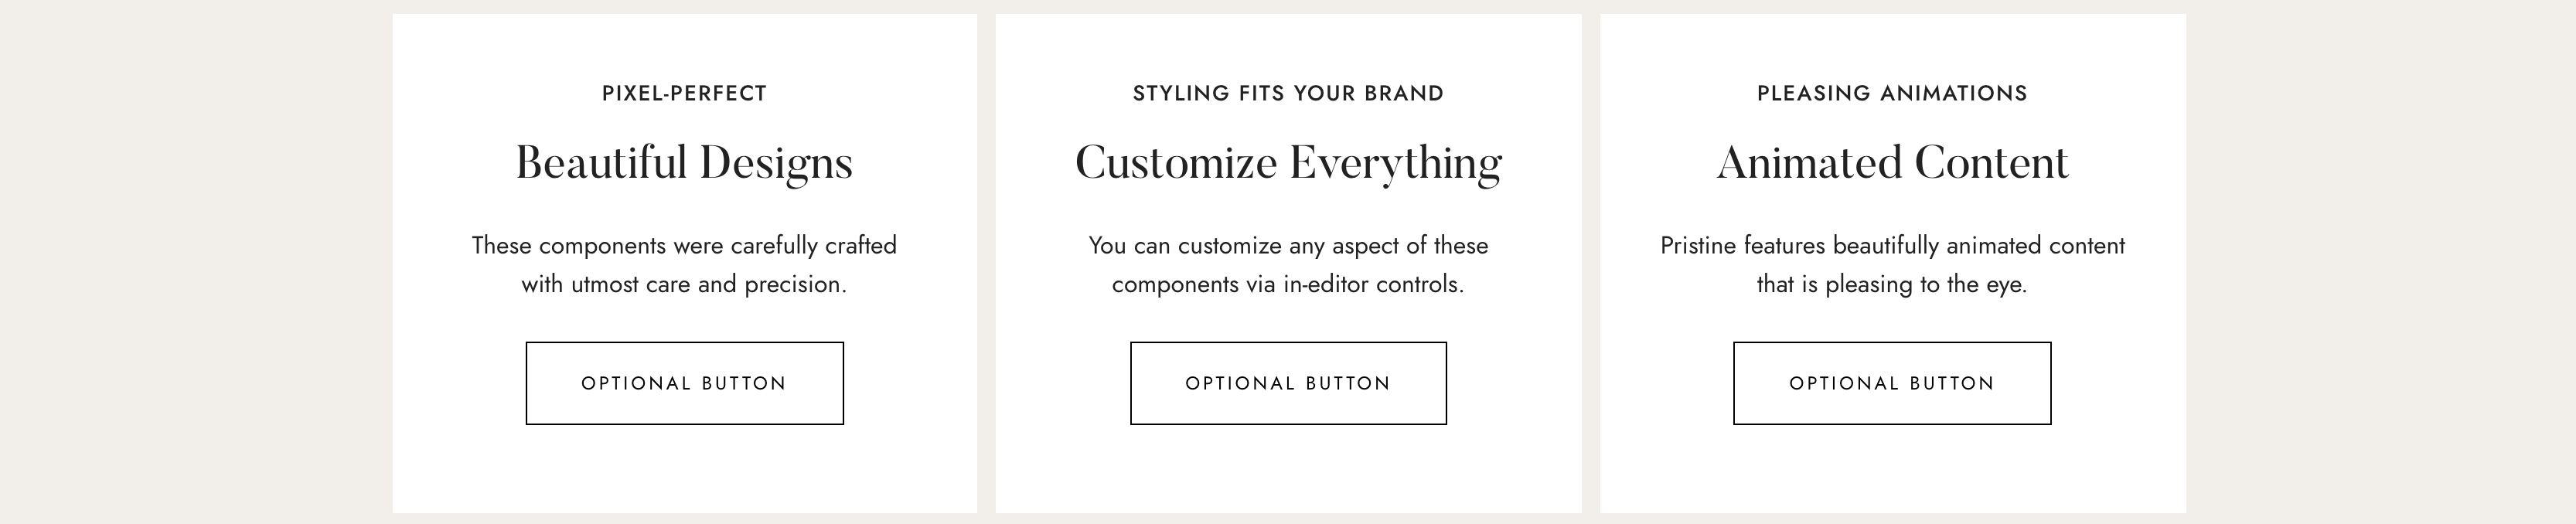 PIXEL-PERFECT
Beautiful Designs
These components were carefully crafted
with utmost care and precision.
OPTIONAL BUTTON
STYLING FITS YOUR BRAND
Customize Everything
You can customize any aspect of these
components via in-editor controls.
OPTIONAL BUTTON
PLEASING ANIMATIONS
Animated Content
Pristine features beautifully animated content
that is pleasing to the eye.
OPTIONAL BUTTON